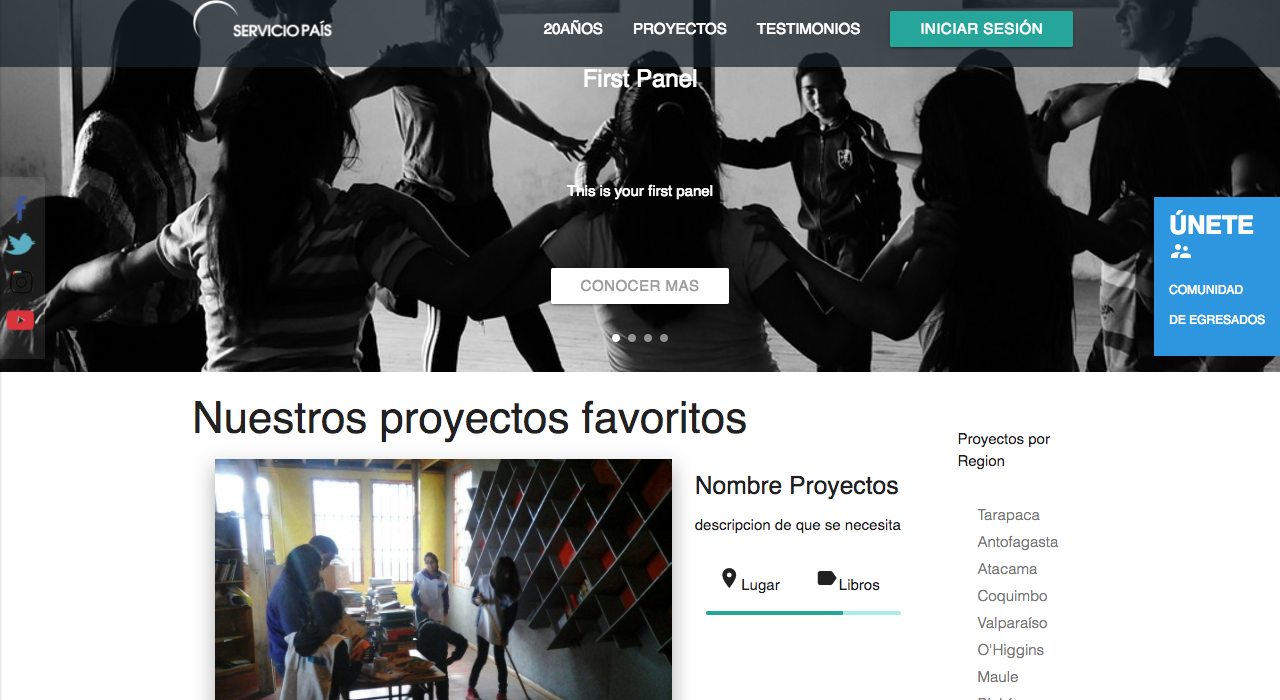 SERVICIO PAÍS
20AÑOS
PROYECTOS
TESTIMONIOS
INICIAR SESIÓN
First Panel
This is your first panel
CONOCER MAS
ÚNETE
COMUNIDAD
DE EGRESADOS
Nuestros proyectos favoritos
Nombre Proyectos
descripcion de que se necesita
Lugar
Libros
Proyectos por
Region
Tarapaca
Antofagasta
Atacama
Coquimbo
Valparaíso
O'Higgins
Maule